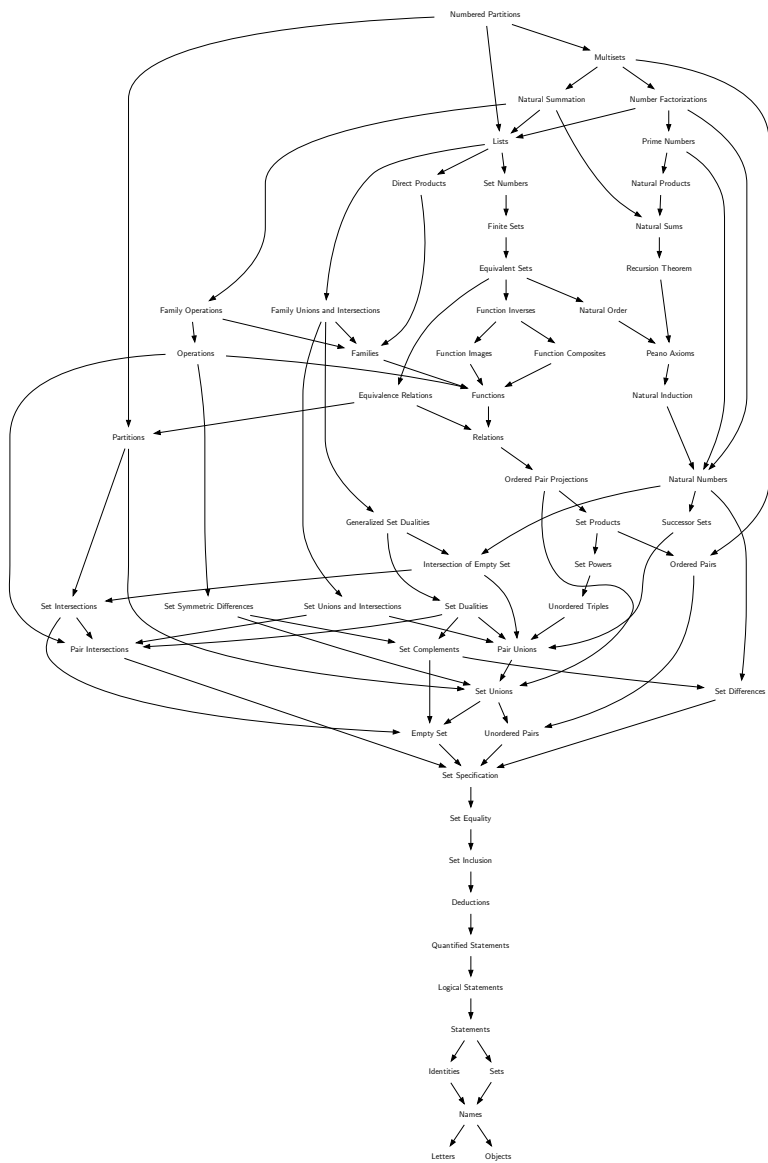 Numbered Partitions
Multisets
Natural Summation
Number Factorizations
Lists
Prime Numbers
Direct Products
Set Numbers
Natural Products
Finite Sets
Natural Sums
Equivalent Sets
Recursion Theorem
Family Operations
Family Unions and Intersections
Function Inverses
Natural Order
Operations
Families
Function Images
Function Composites
Peano Axioms
Equivalence Relations
Functions
Natural Induction
Partitions
Relations
Ordered Pair Projections
Natural Numbers
Generalized Set Dualities
Set Products
Successor Sets
Intersection of Empty Set
Set Powers
Ordered Pairs
Set Intersections
Set Symmetric Differences
Set Unions and Intersections
Set Dualities
Unordered Triples
Pair Intersections
Set Complements
Pair Unions
Set Unions
Set Differences
Empty Set
Unordered Pairs
Set Specification
Set Equality
Set Inclusion
Deductions
Quantified Statements
Logical Statements
Statements
Identities
Sets
Names
Letters
Objects